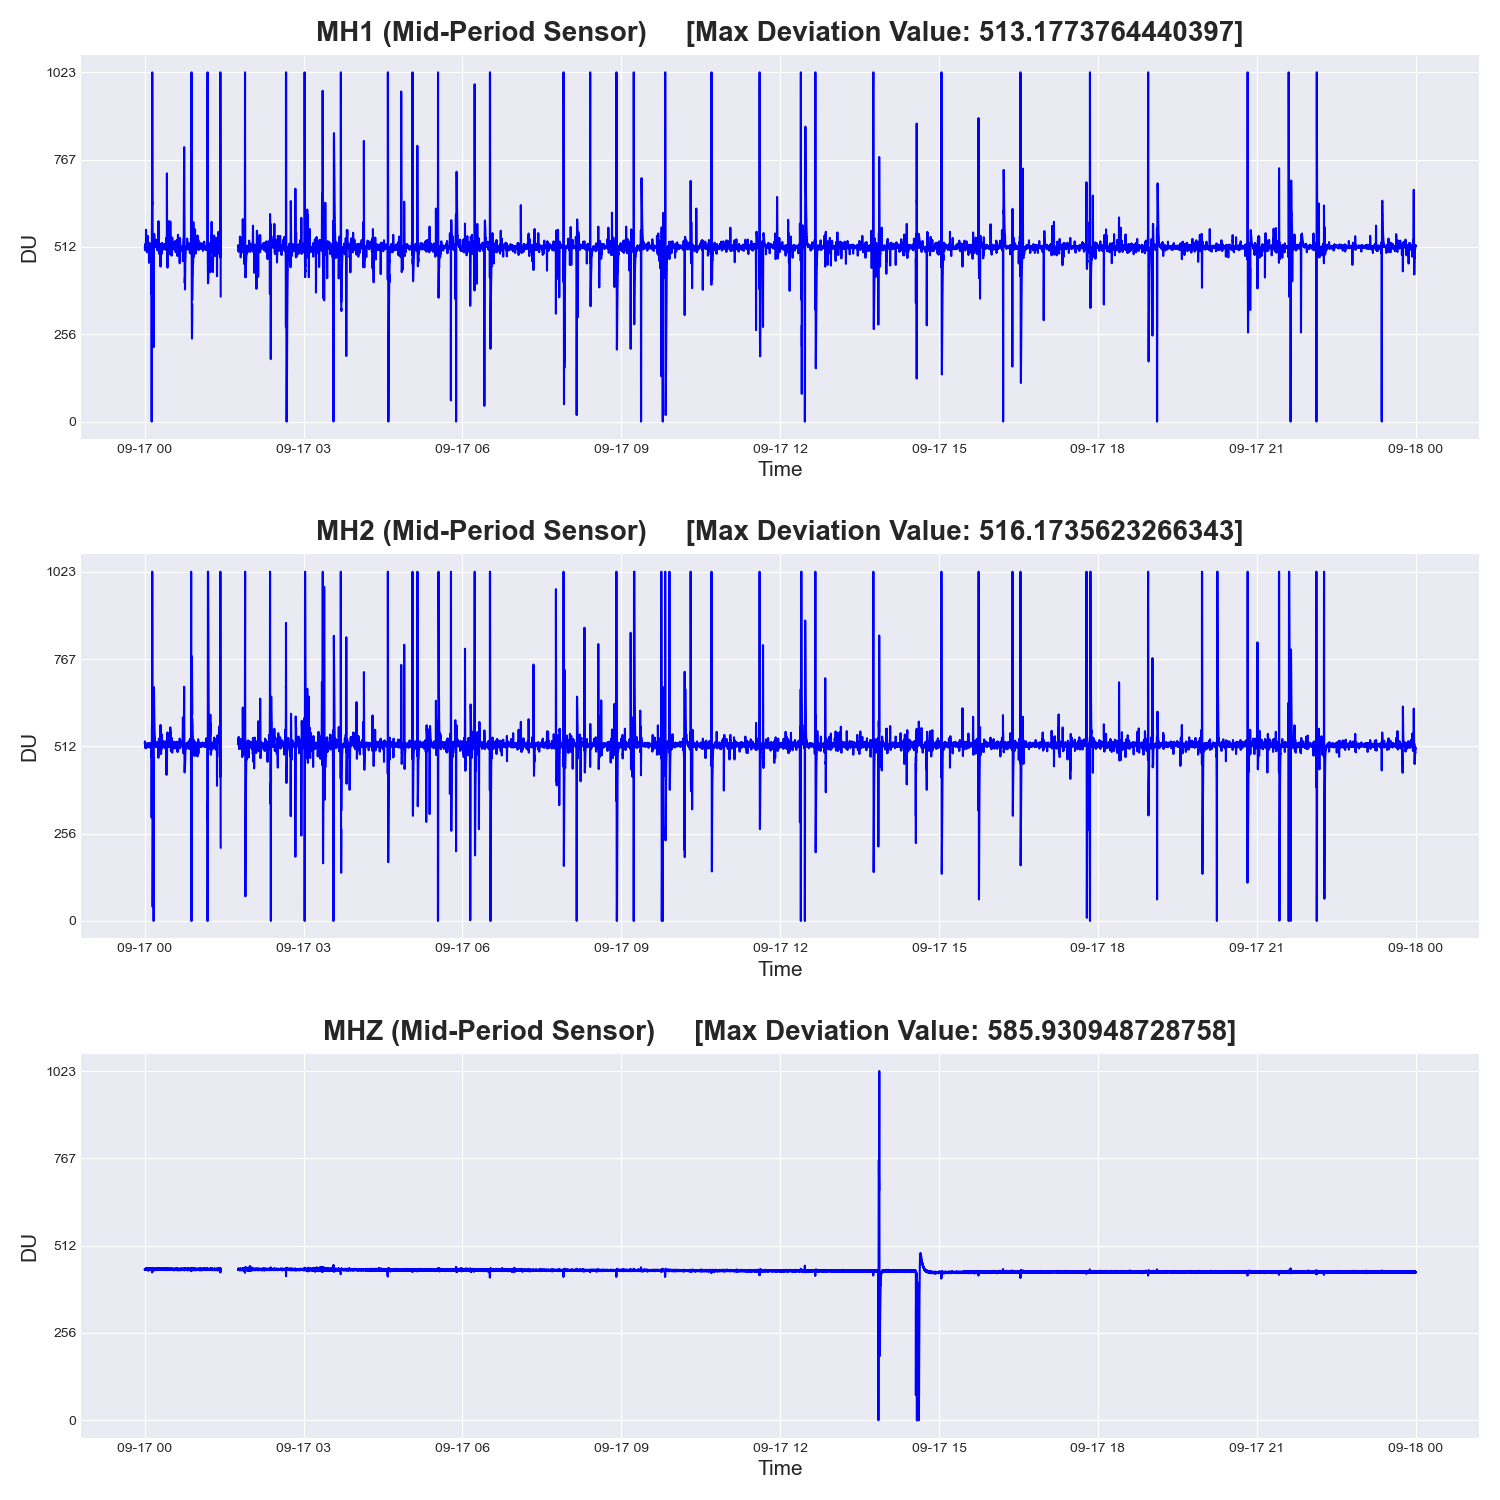 MH1 (Mid-Period Sensor) [Max Deviation Value: 513.1773764440397]
1023
767
512
256
0
DU
09-17 00 09-17 03 09-17 06 09-17 09 09-17 12 09-17 15 09-17 18 09-17 21 09-18 00
Time
MH2 (Mid-Period Sensor) [Max Deviation Value: 516.1735623266343]
1023
767
512
256
0
DU
09-17 00 09-17 03 09-17 06 09-17 09 09-17 12 09-17 15 09-17 18 09-17 21 09-18 00
Time
MHZ (Mid-Period Sensor) [Max Deviation Value: 585.930948728758]
1023
767
512
256
0
DU
09-17 00 09-17 03 09-17 06 09-17 09 09-17 12 09-17 15 09-17 18 09-17 21 09-18 00
Time